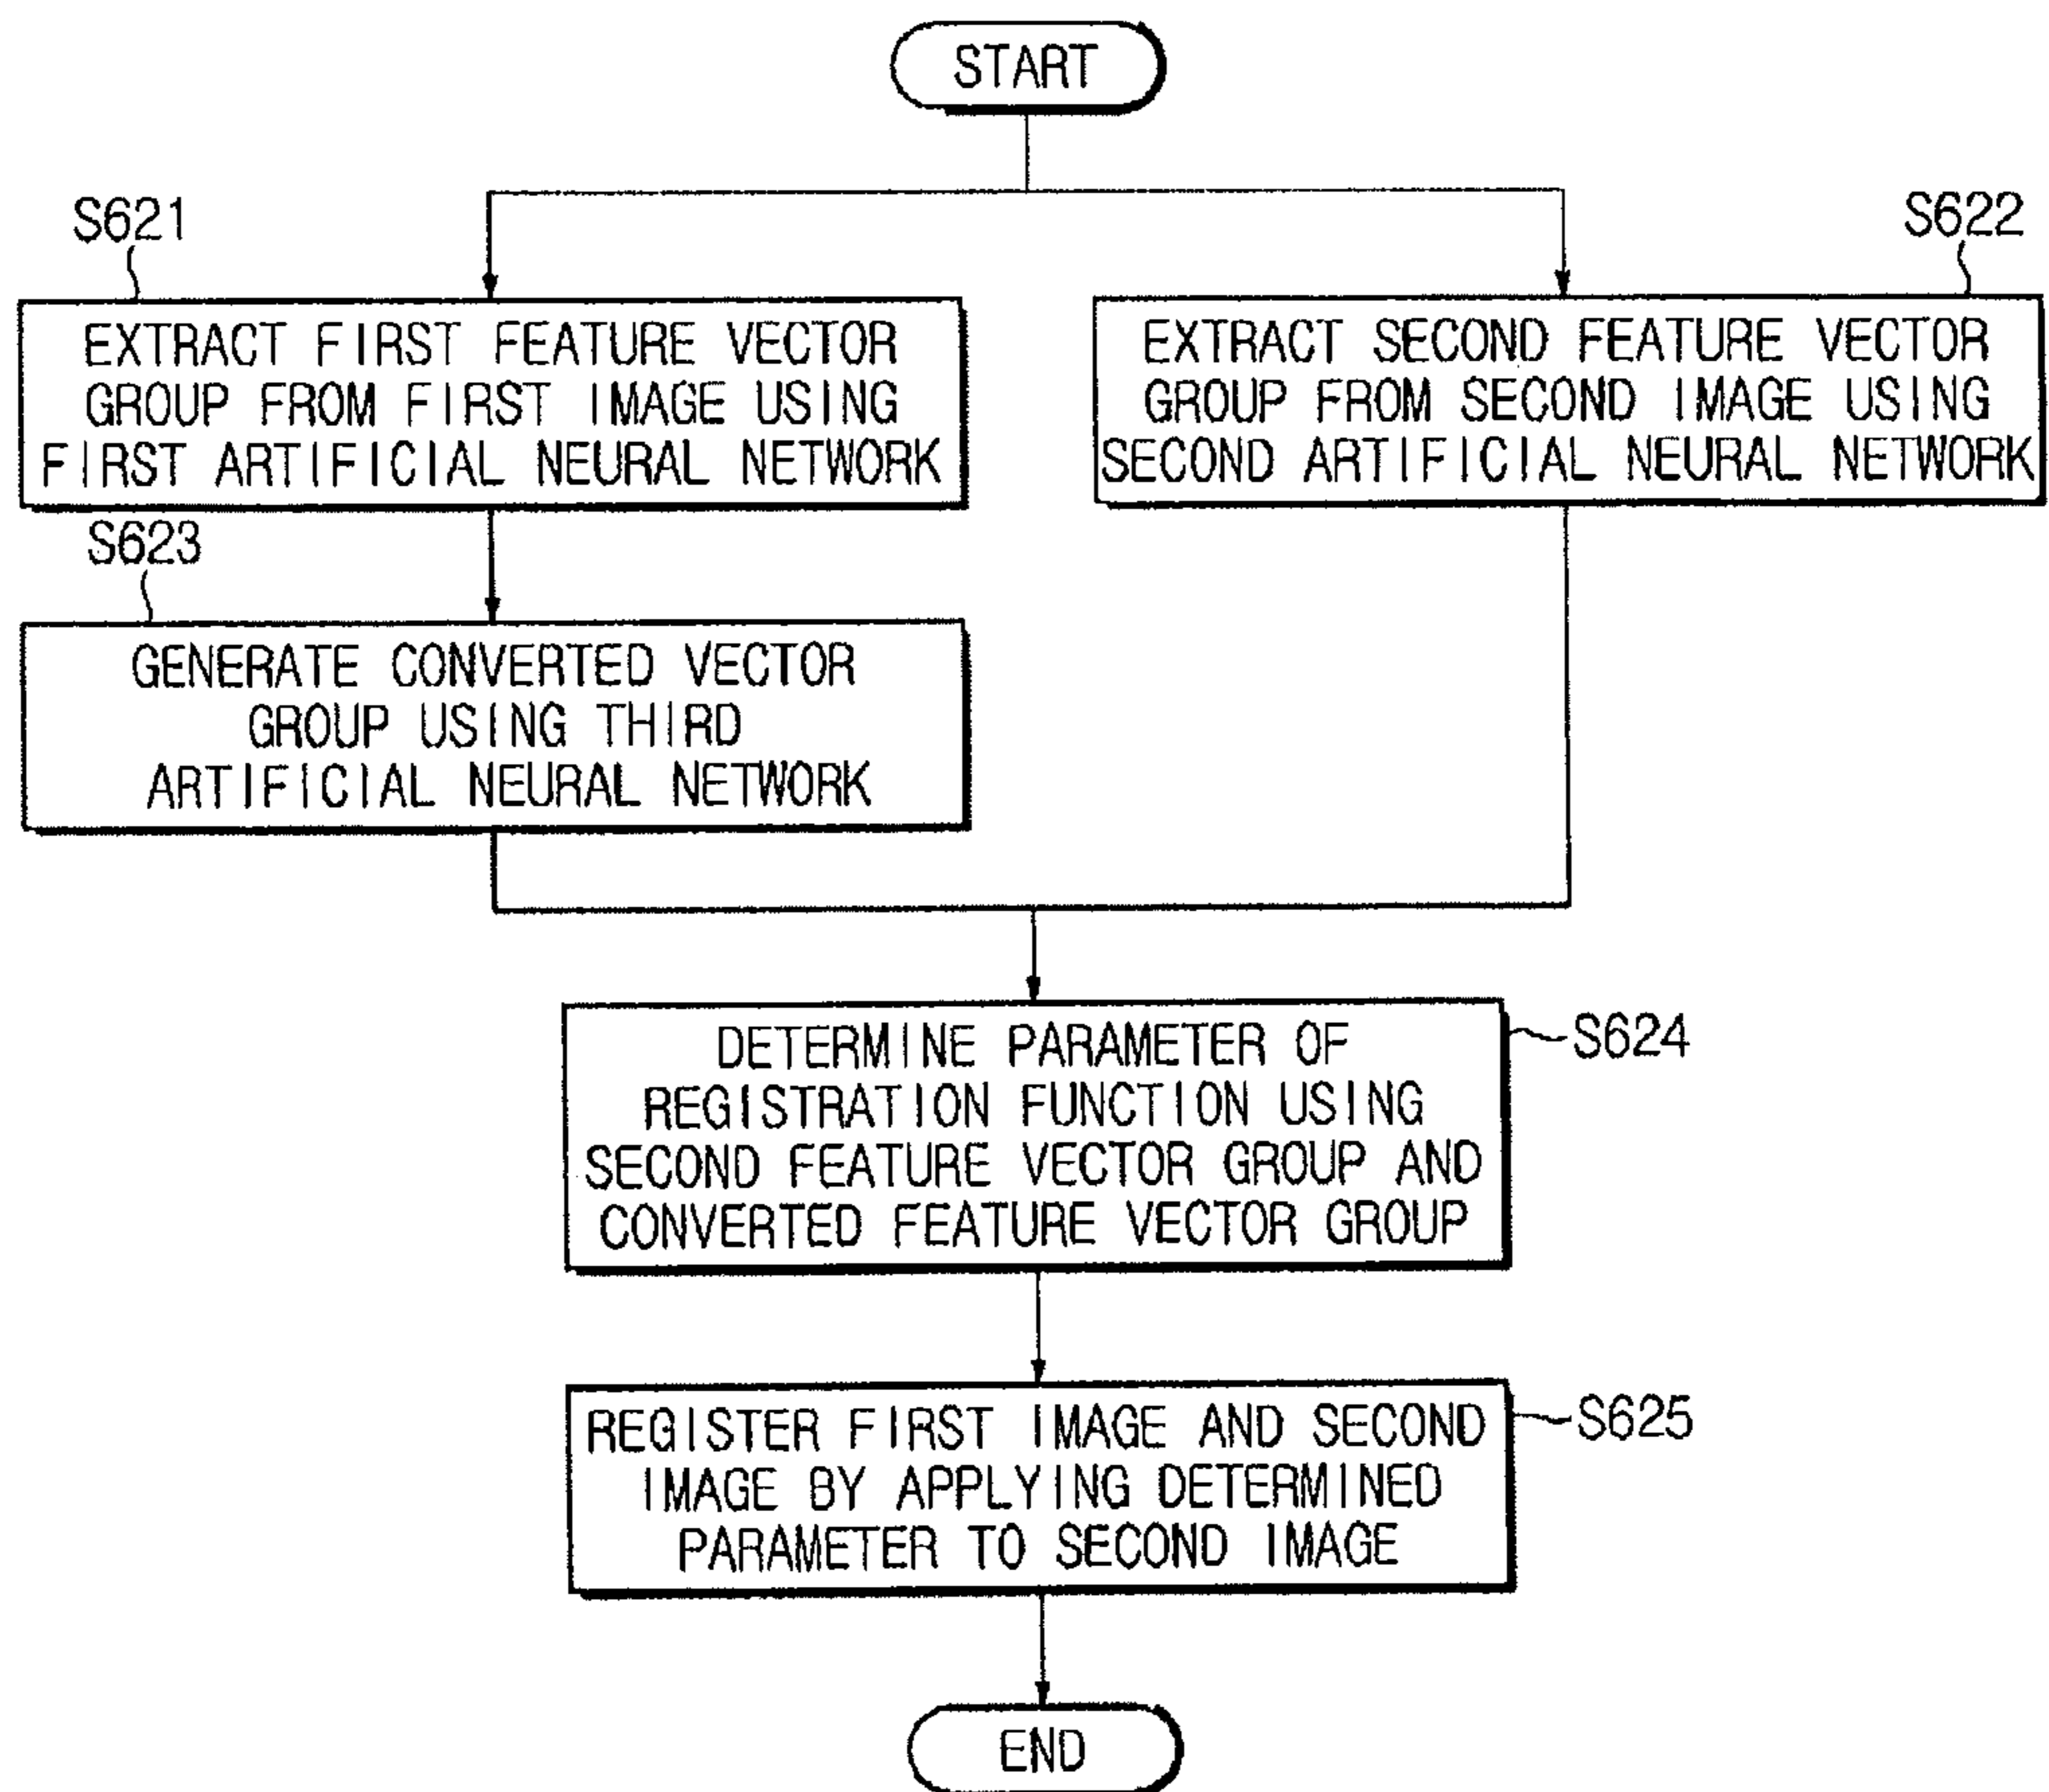 START
S621
S622
EXTRACT FIRST FEATURE VECTOR
GROUP FROM FIRST IMAGE USING
FIRST ARTIFICIAL NEURAL NETWORK
EXTRACT SECOND FEATURE VECTOR
GROUP FROM SECOND IMAGE USING
SECOND ARTIFICIAL NEURAL NETWORK
S623
GENERATE CONVERTED VECTOR
GROUP USING THIRD
ARTIFICIAL NEURAL NETWORK
S624
DETERMINE PARAMETER OF
REGISTRATION FUNCTION USING
SECOND FEATURE VECTOR GROUP AND
CONVERTED FEATURE VECTOR GROUP
S625
REGISTER FIRST IMAGE AND SECOND
IMAGE BY APPLYING DETERMINED
PARAMETER TO SECOND IMAGE
END